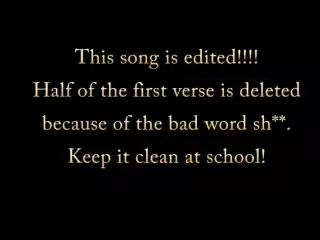 This song is edited!!!!
Half of the first verse is deleted
because of the bad word sh**.
Keep it clean at school!